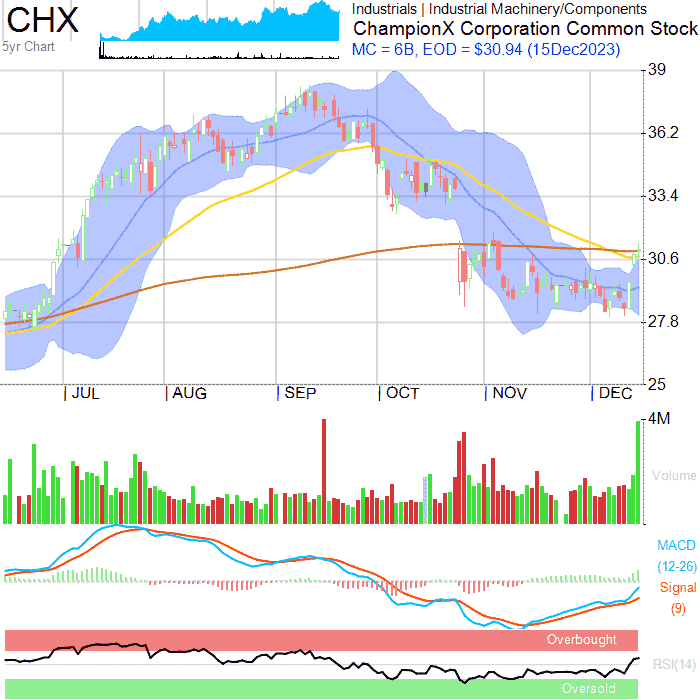 CHX
5yr Chart
Industrials | Industrial Machinery/Components
ChampionX Corporation Common Stock
MC = 6B, EOD = $30.94 (15Dec2023)
39
36.2
33.4
30.6
27.8
25
| JUL | AUG | SEP | OCT | NOV | DEC
4M
Volume
MACD
(12-26)
Signal
(9)
Overbought
RSI(14)
Oversold